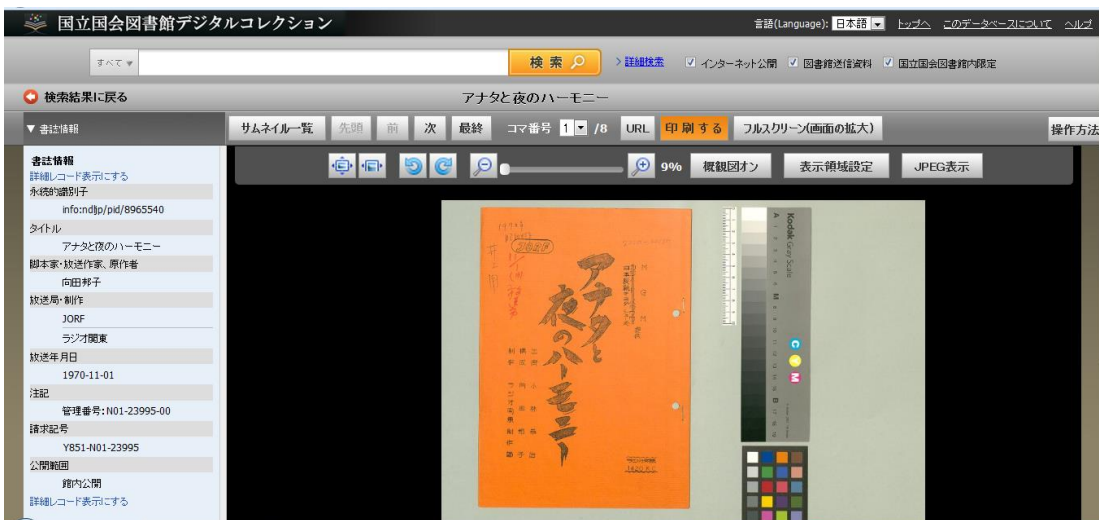 国立国会図書館デジタルコレクション
言語(Language): 日本語 トップへ このデータベースについて ヘルプ
すべて 検索 詳細検索 インターネット公開 図書館送信資料 国立国会図書館内限定
検索結果に戻る アナタと夜のハーモニー
書誌情報 サムネイル一覧 先頭 前 次 最終 コマ番号 1 /8 URL 印刷する フルスクリーン(画面の拡大) 操作方法
9% 概観図オン 表示領域設定 JPEG表示
書誌情報
詳細レコード表示にする
永続的識別子
info:ndljp/pid/8965540
タイトル
アナタと夜のハーモニー
脚本家・放送作家、原作者
向田邦子
放送局・制作
JORF
ラジオ関東
放送年月日
1970-11-01
注記
管理番号:N01-23995-00
請求記号
Y851-N01-23995
公開範囲
館内公開
詳細レコード表示にする
アナタと
夜のハーモニー
Kodak Gray Scale
C
Y
M